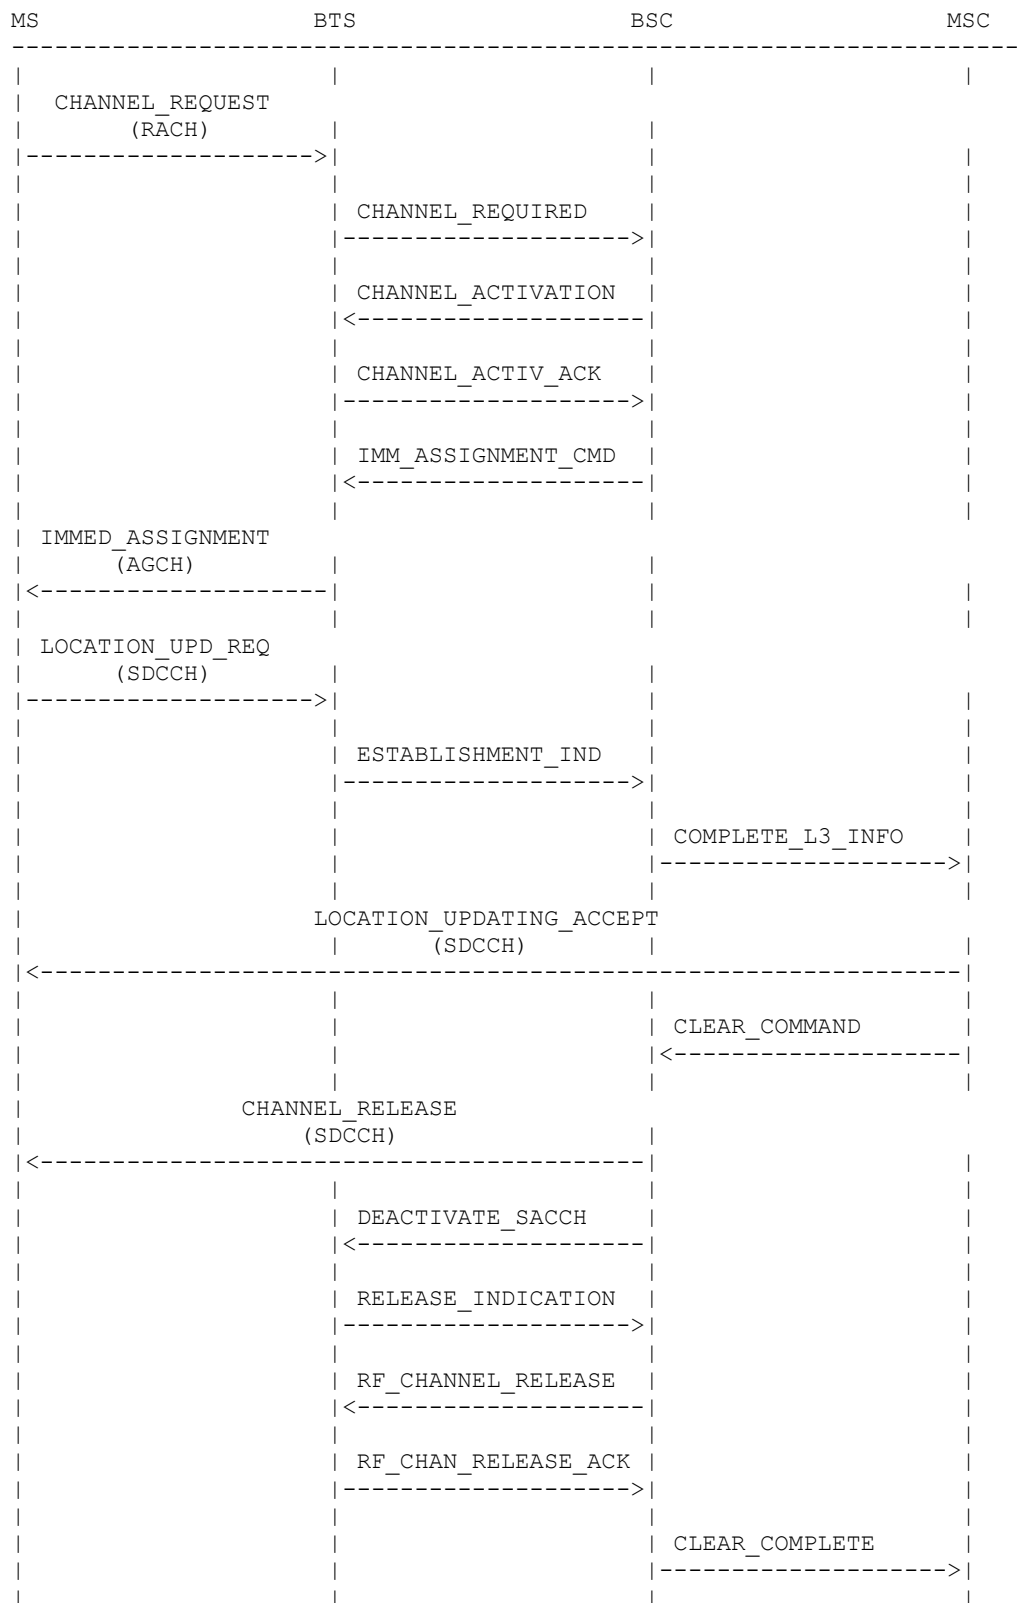 MS BTS BSC MSC
CHANNEL_REQUEST
(RACH)
CHANNEL_REQUIRED
CHANNEL_ACTIVATION
CHANNEL_ACTIV_ACK
IMM_ASSIGNMENT_CMD
IMMED_ASSIGNMENT
(AGCH)
LOCATION_UPD_REQ
(SDCCH)
ESTABLISHMENT_IND
COMPLETE_L3_INFO
LOCATION_UPDATING_ACCEPT
(SDCCH)
CLEAR_COMMAND
CHANNEL_RELEASE
(SDCCH)
DEACTIVATE_SACCH
RELEASE_INDICATION
RF_CHANNEL_RELEASE
RF_CHAN_RELEASE_ACK
CLEAR_COMPLETE